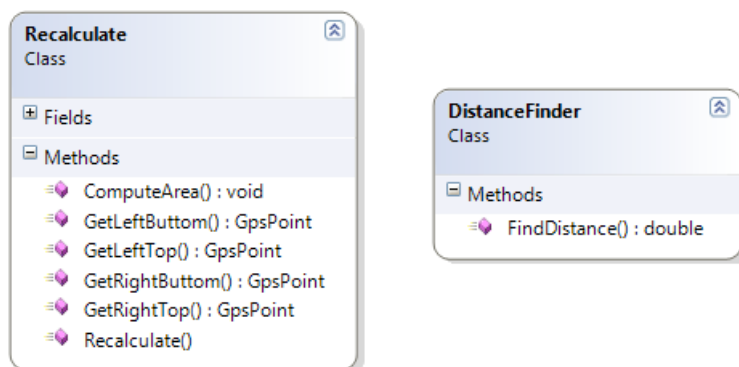 Recalculate
Class
Fields
Methods
ComputeArea() : void
GetLeftButtom() : GpsPoint
GetLeftTop() : GpsPoint
GetRightButtom() : GpsPoint
GetRightTop() : GpsPoint
Recalculate()
DistanceFinder
Class
Methods
FindDistance() : double